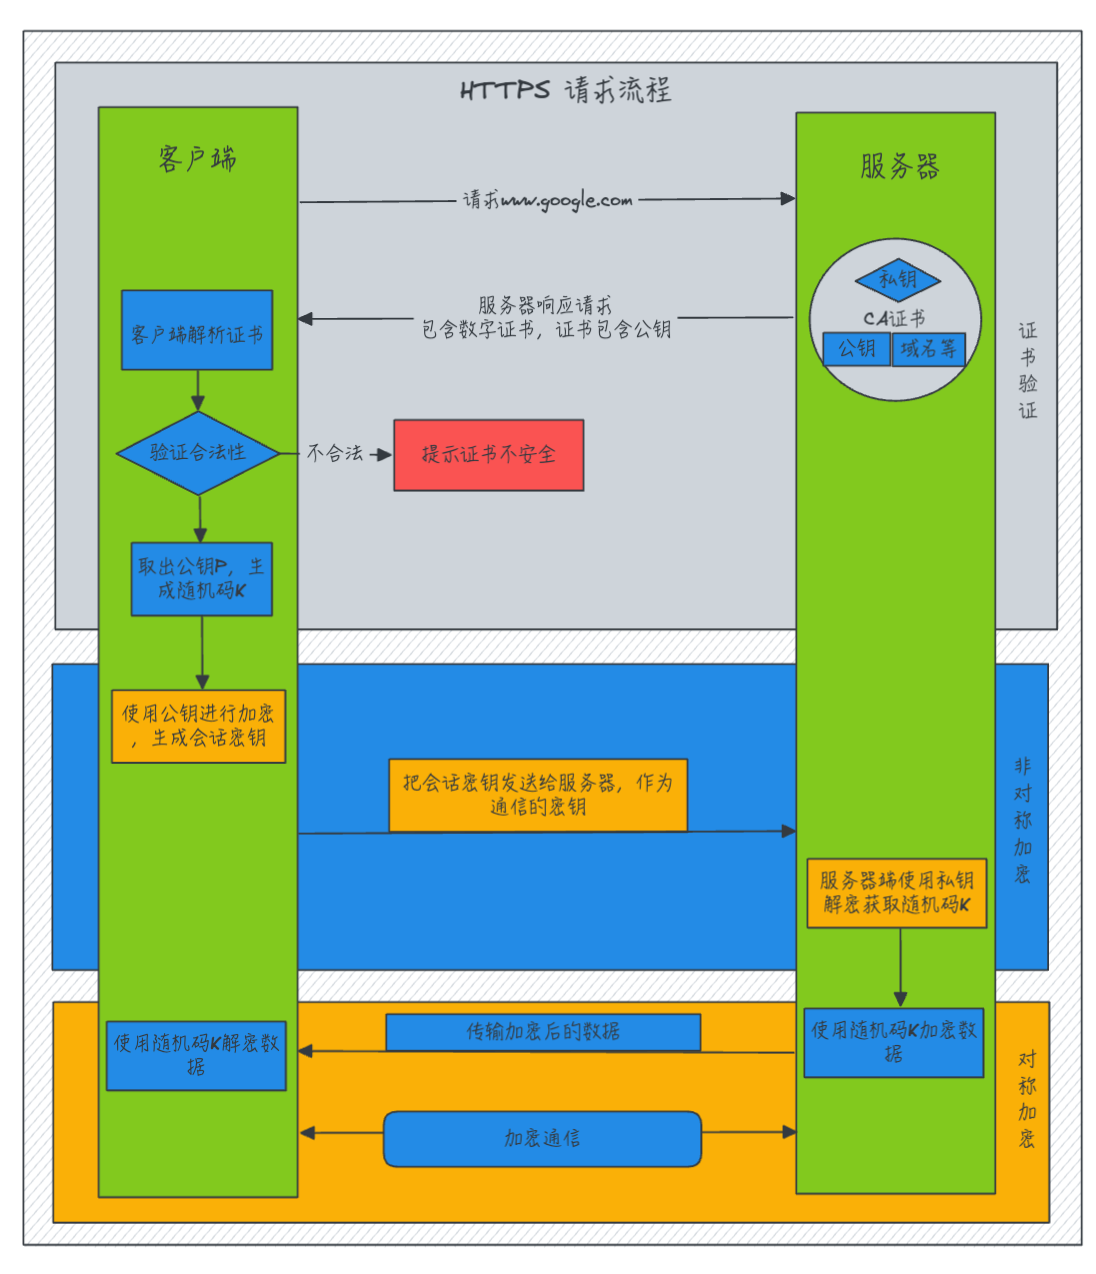 HTTPS 请求流程
客户端
服务器
请求www.google.com
私钥
CA证书
公钥
域名等
服务器响应请求
包含数字证书，证书包含公钥
客户端解析证书
证
书
验
证
验证合法性
不合法
提示证书不安全
取出公钥P，生
成随机码K
使用公钥进行加密
，生成会话密钥
把会话密钥发送给服务器，作为
通信的密钥
非
对
称
加
密
服务器端使用私钥
解密获取随机码K
使用随机码K加密数
据
传输加密后的数据
使用随机码K解密数
据
对
称
加
密
加密通信